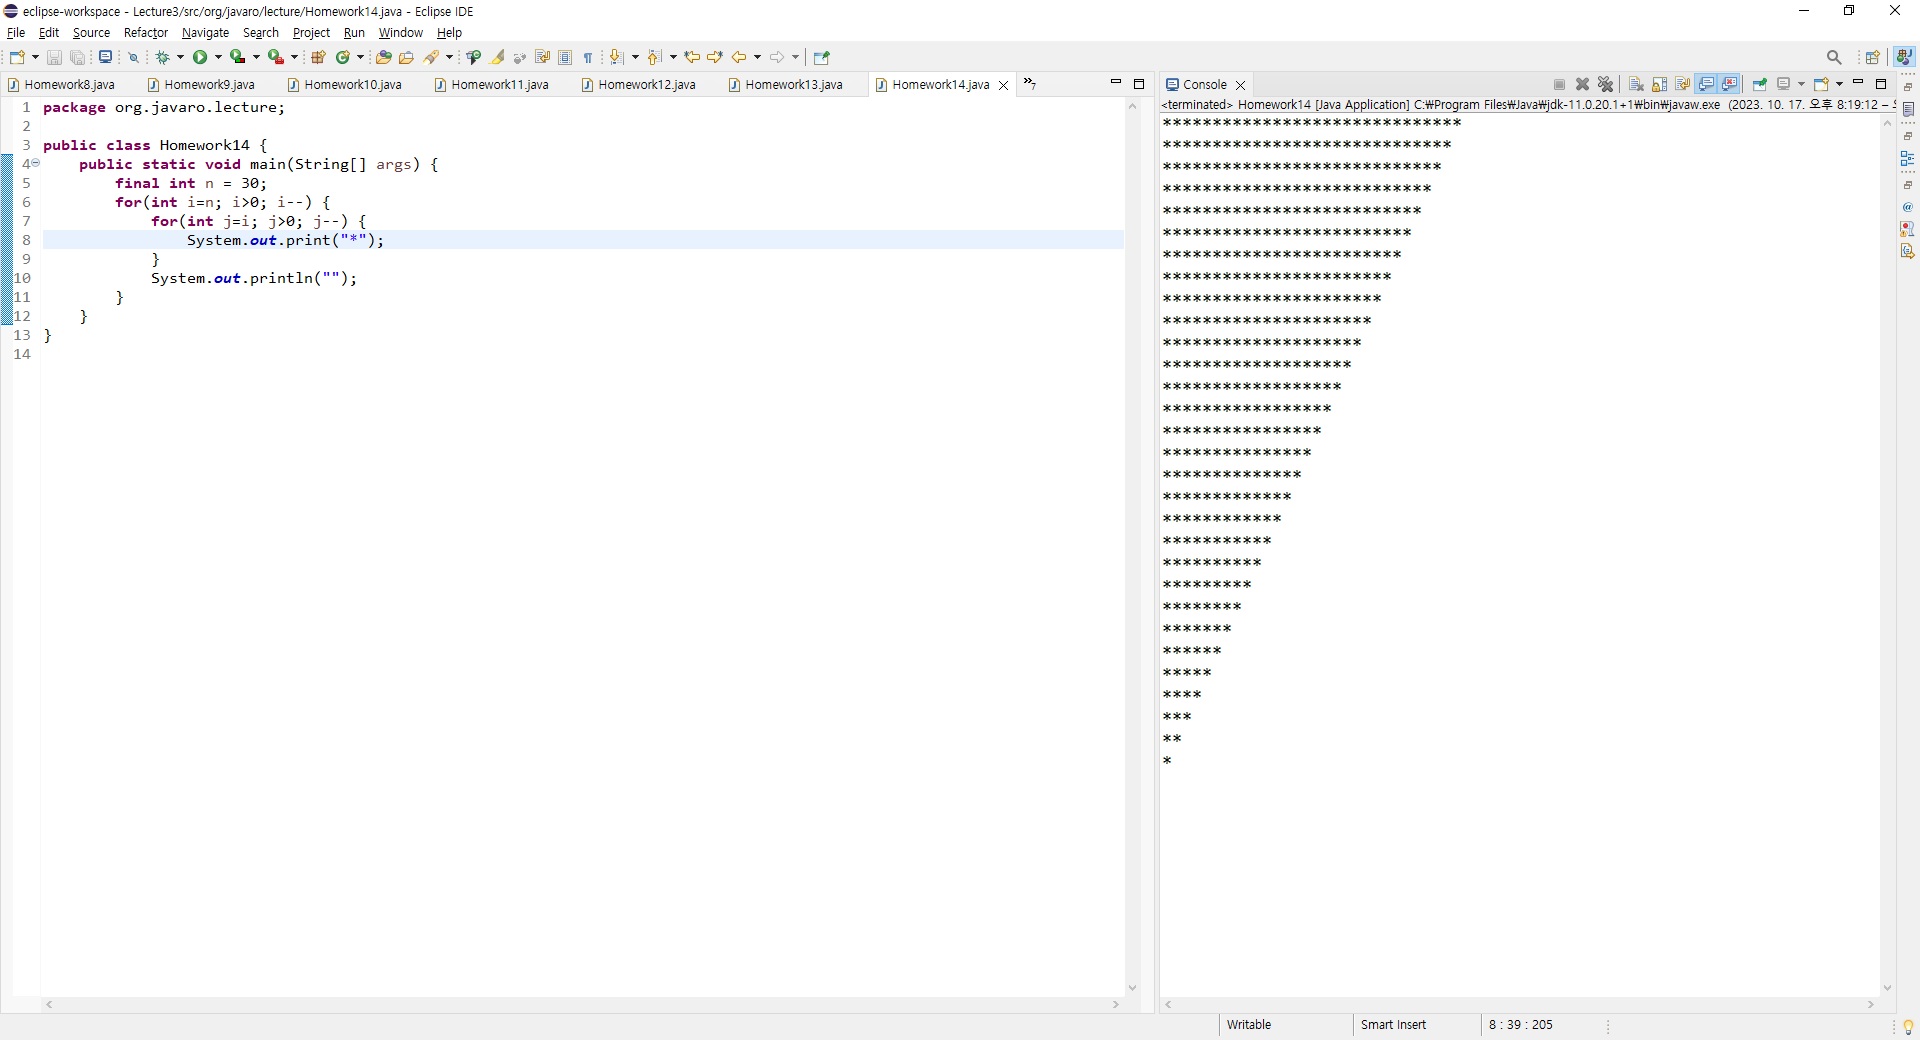 eclipse-workspace - Lecture3/src/org/javaro/lecture/Homework14.java - Eclipse IDE
File Edit Source Refactor Navigate Search Project Run Window Help
Homework8.java Homework9.java Homework10.java Homework11.java Homework12.java Homework13.java Homework14.java »7
1 package org.javaro.lecture;
2
3 public class Homework14 {
4     public static void main(String[] args) {
5         final int n = 30;
6         for(int i=n; i>0; i--) {
7             for(int j=i; j>0; j--) {
8                 System.out.print("*");
9             }
10             System.out.println("");
11         }
12     }
13 }
14
Console
<terminated> Homework14 [Java Application] C:₩Program Files₩Java₩jdk-11.0.20.1+1₩bin₩javaw.exe (2023. 10. 17. 오후 8:19:12 –
******************************
*****************************
****************************
***************************
**************************
*************************
************************
***********************
**********************
*********************
********************
*******************
******************
*****************
****************
***************
**************
*************
************
***********
**********
*********
********
*******
******
*****
****
***
**
*
Writable Smart Insert 8 : 39 : 205